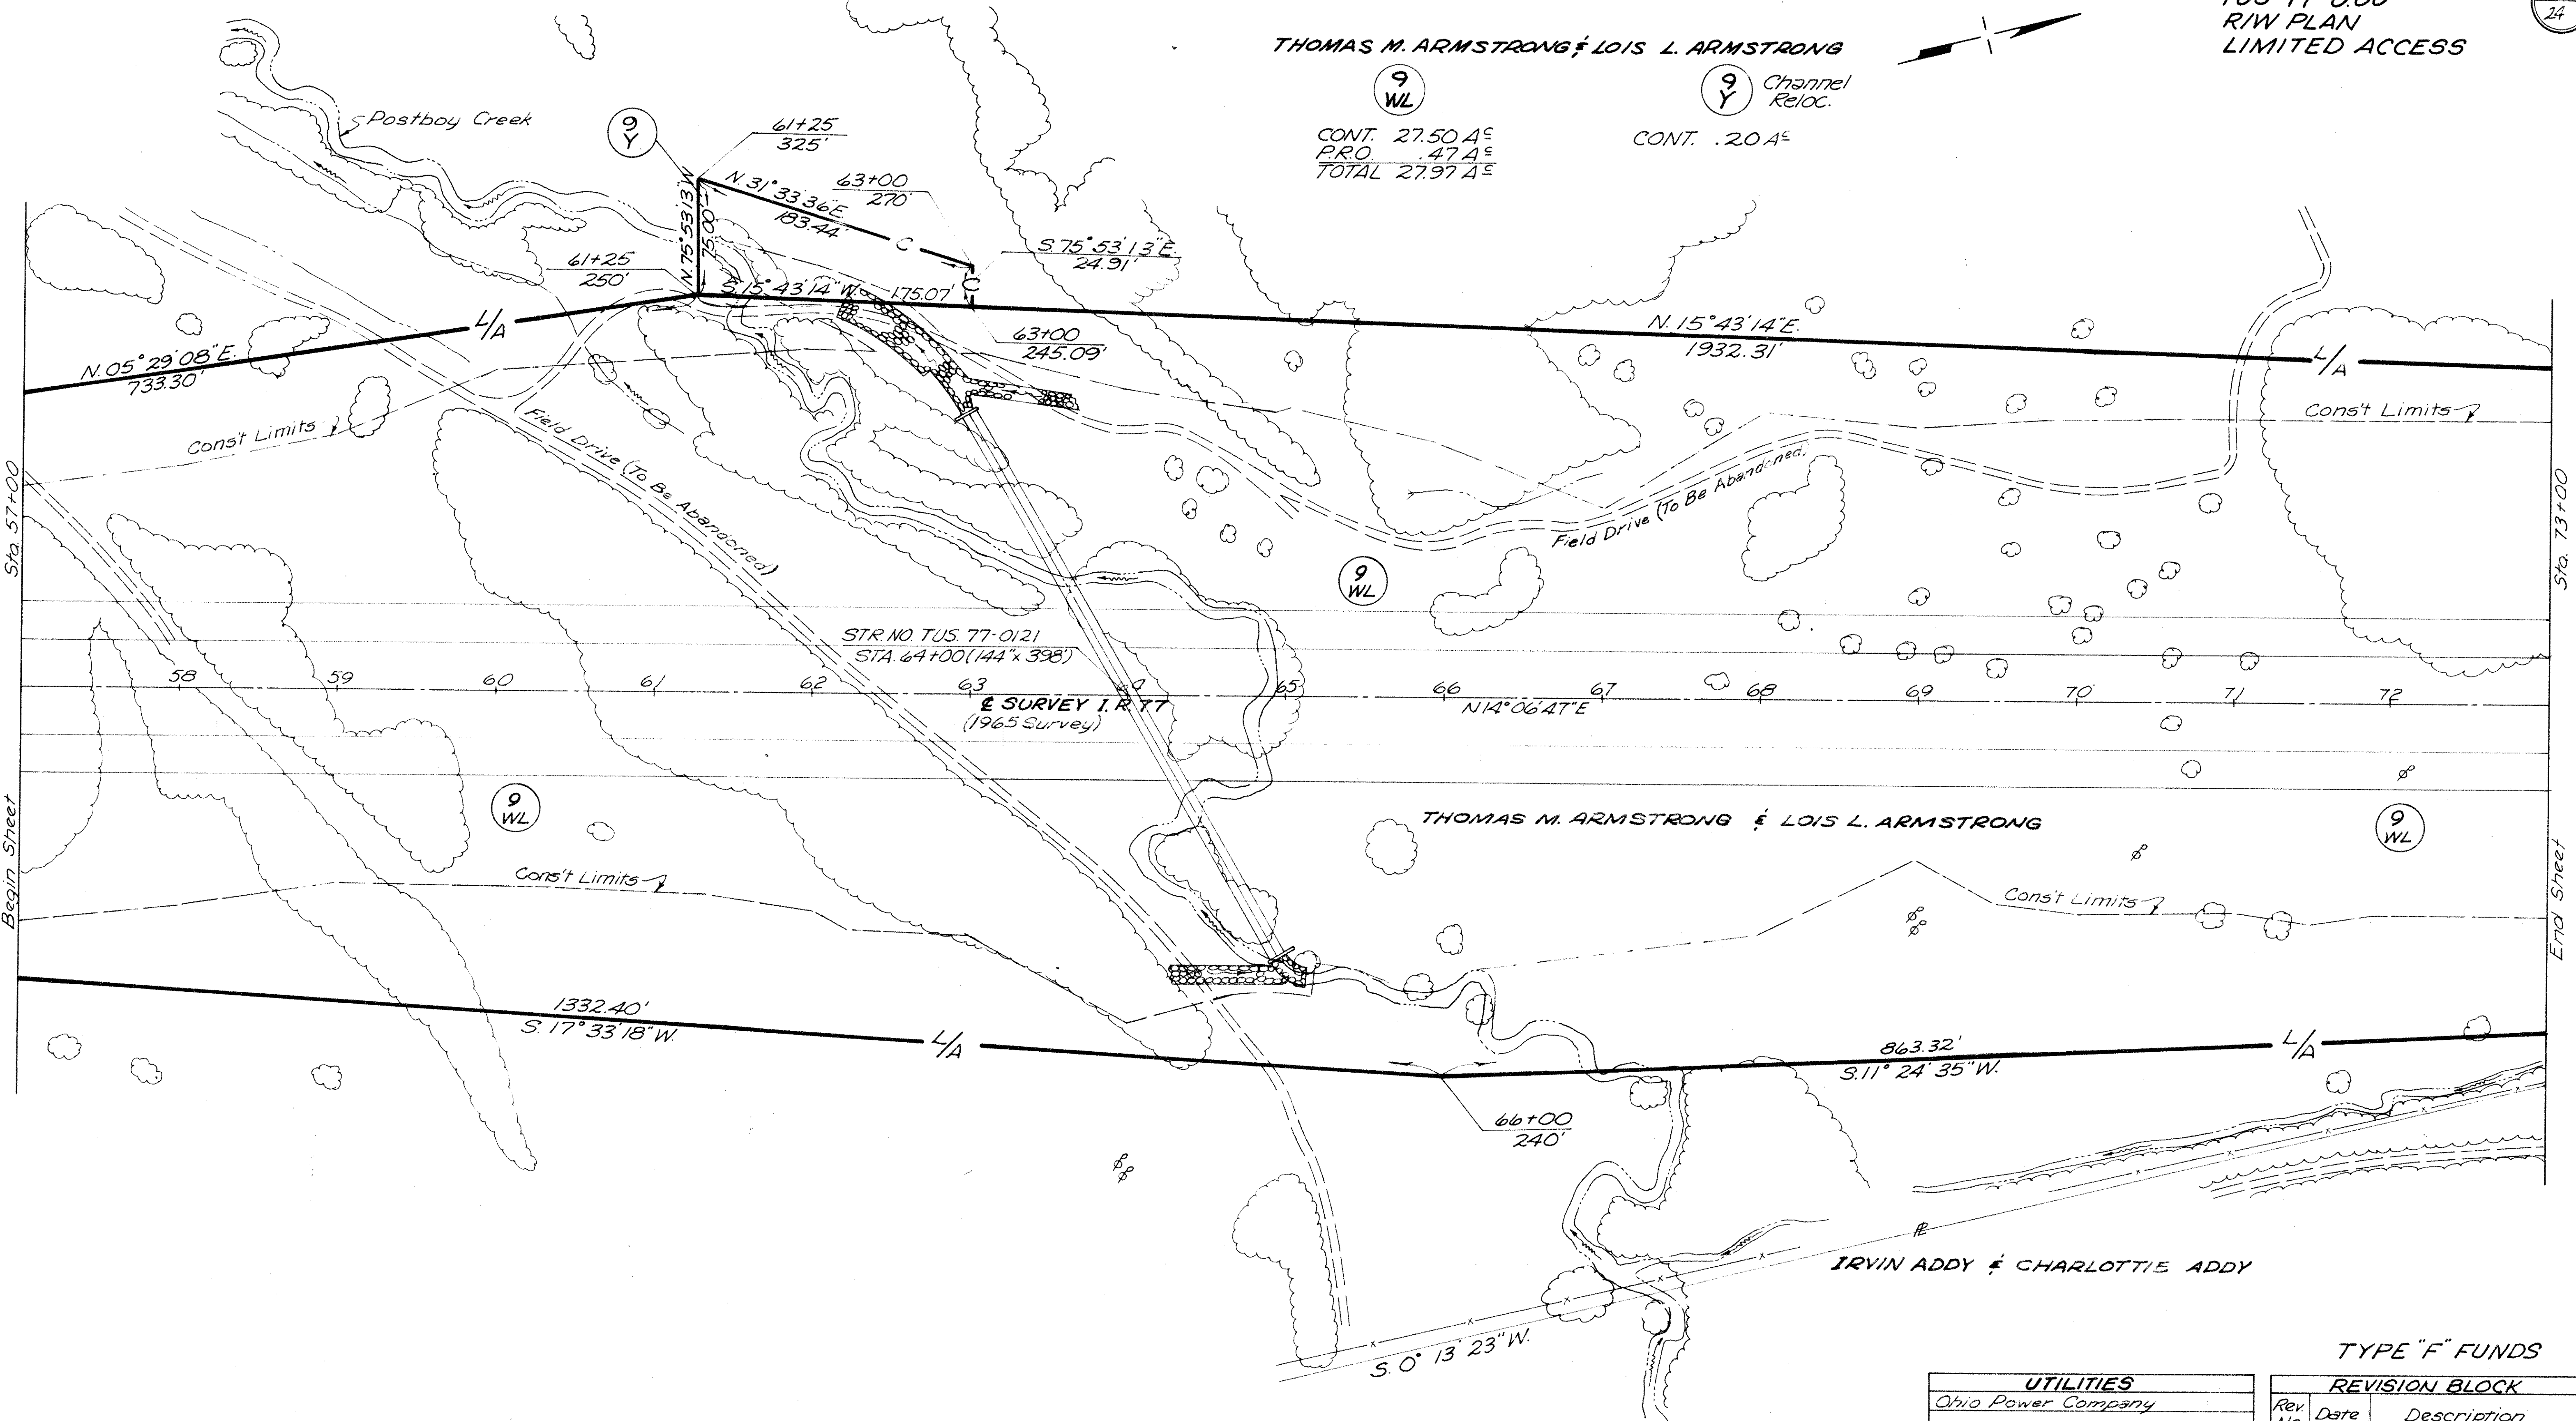 R/W PLAN
LIMITED ACCESS
24
THOMAS M. ARMSTRONG & LOIS L. ARMSTRONG
9
WL
CONT. 27.50 Ac
P.R.O. .47 Ac
TOTAL 27.97 Ac
9
Y
Channel
Reloc.
CONT. .20 Ac
Postboy Creek
9
Y
61+25
325'
N. 31° 33' 36" E.
183.44'
63+00
270'
N. 75° 53' 13" W
75.00'
C
S. 75° 53' 13" E.
24.91'
C
61+25
250'
S. 15° 43' 14" W. 175.07'
63+00
245.09'
L/A
N. 05° 29' 08" E.
733.30'
N. 15° 43' 14" E.
1932.31'
L/A
Cons't Limits
Cons't Limits
Field Drive (To Be Abandoned)
Field Drive (To Be Abandoned)
Sta. 57+00
Sta. 73+00
9
WL
STR. NO. TUS. 77-0121
STA. 64+00 (144" x 398')
58 59 60 61 62 63 64 65 66 67 68 69 70 71 72
℄ SURVEY I. R. 77
(1965 Survey)
N 14° 06' 47" E
9
WL
THOMAS M. ARMSTRONG & LOIS L. ARMSTRONG
9
WL
Begin Sheet
End Sheet
Cons't Limits
Cons't Limits
1332.40'
S. 17° 33' 18" W.
L/A
863.32'
S. 11° 24' 35" W.
L/A
66+00
240'
PL
IRVIN ADDY & CHARLOTTIE ADDY
S. 0° 13' 23" W.
TYPE "F" FUNDS
UTILITIES
Ohio Power Company
REVISION BLOCK
Rev.
Date
Description